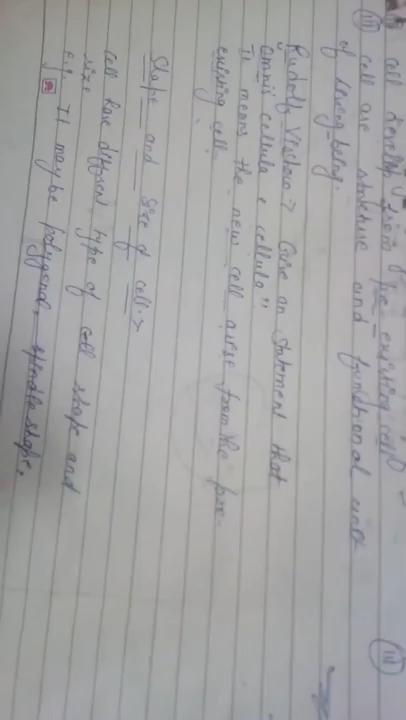 cell develop from pre-existing cell
(iii) cell are structure and functional unit
of living being.
Rudolf Virchow → Gave an statement that
"Omnis cellula e cellula"
It means the new cell arise from the pre-
existing cell.
Shape and size of cell →
Cell have different type of cell shape and
size
e.g. It may be polygonal, spindle shape,
(iv)